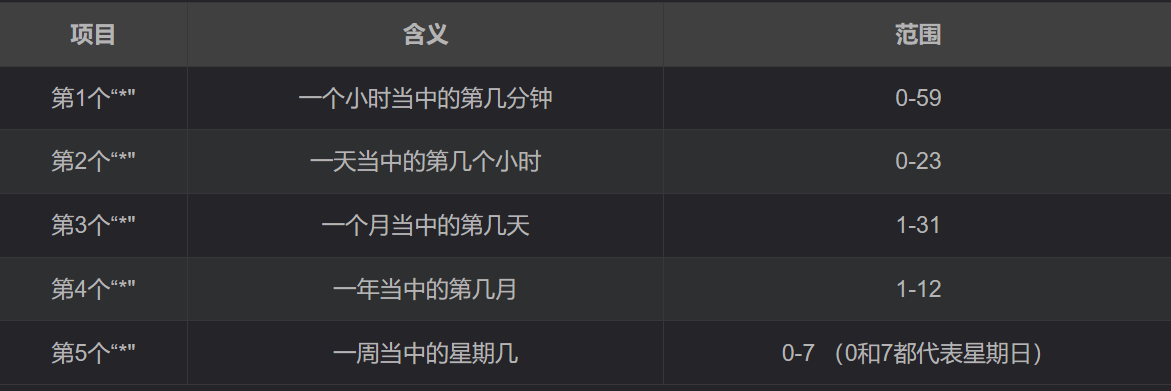 项目 含义 范围
第1个“*" 一个小时当中的第几分钟 0-59
第2个“*" 一天当中的第几个小时 0-23
第3个“*" 一个月当中的第几天 1-31
第4个“*" 一年当中的第几月 1-12
第5个“*" 一周当中的星期几 0-7 （0和7都代表星期日）